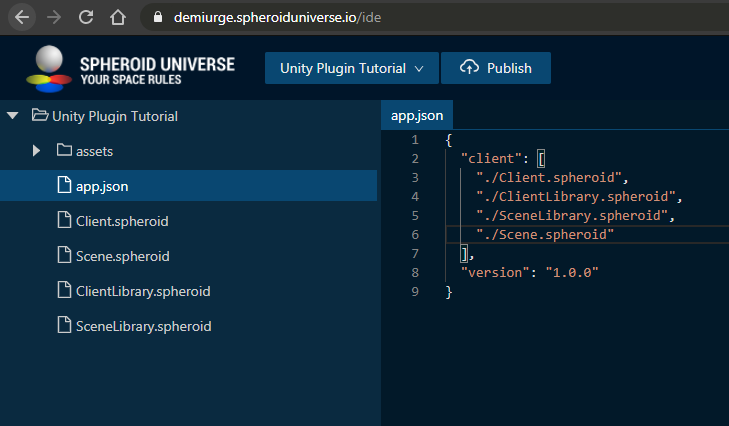 demiurge.spheroiduniverse.io/ide
SPHEROID UNIVERSE
YOUR SPACE RULES
Unity Plugin Tutorial
Publish
Unity Plugin Tutorial
assets
app.json
Client.spheroid
Scene.spheroid
ClientLibrary.spheroid
SceneLibrary.spheroid
app.json
1 {
2 "client": [
3 "./Client.spheroid",
4 "./ClientLibrary.spheroid",
5 "./SceneLibrary.spheroid",
6 "./Scene.spheroid"
7 ],
8 "version": "1.0.0"
9 }